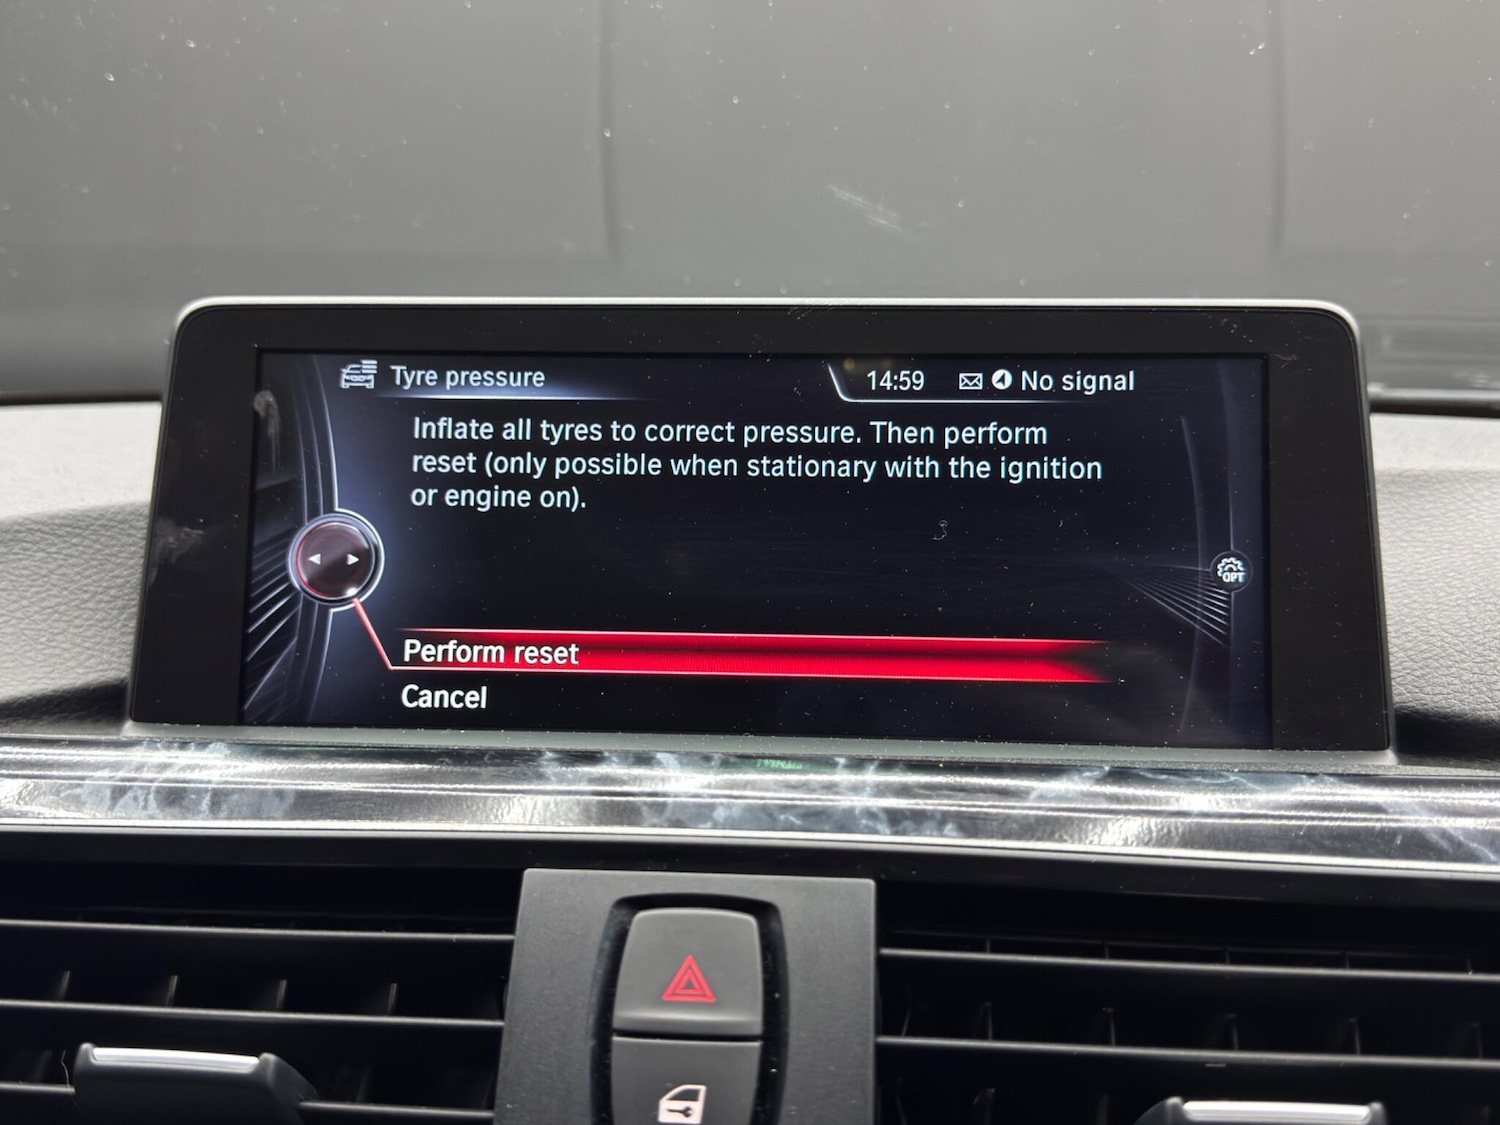 Tyre pressure
14:59 No signal
Inflate all tyres to correct pressure. Then perform
reset (only possible when stationary with the ignition
or engine on).
OPT
Perform reset
Cancel